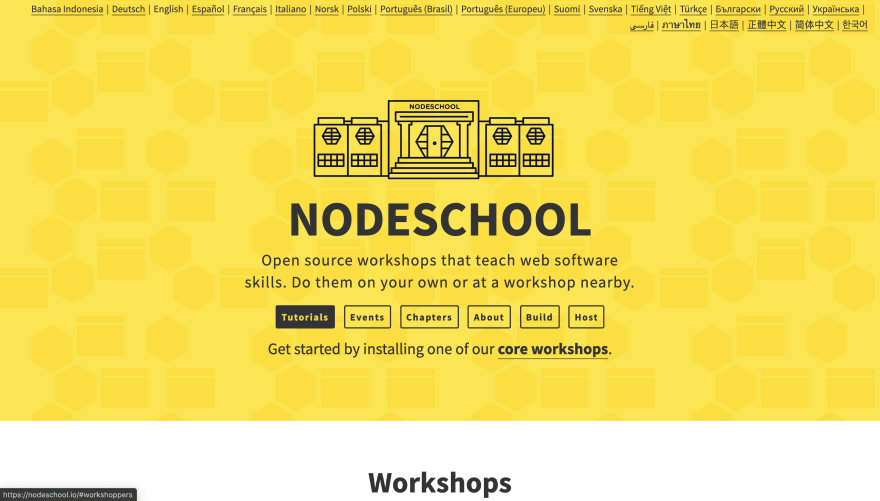 Bahasa Indonesia | Deutsch | English | Español | Français | Italiano | Norsk | Polski | Português (Brasil) | Português (Europeu) | Suomi | Svenska | Tiếng Việt | Türkçe | Български | Русский | Українська |
فارسی | ภาษาไทย | 日本語 | 正體中文 | 简体中文 | 한국어
NODESCHOOL
NODESCHOOL
Open source workshops that teach web software
skills. Do them on your own or at a workshop nearby.
Tutorials Events Chapters About Build Host
Get started by installing one of our core workshops.
Workshops
https://nodeschool.io/#workshoppers